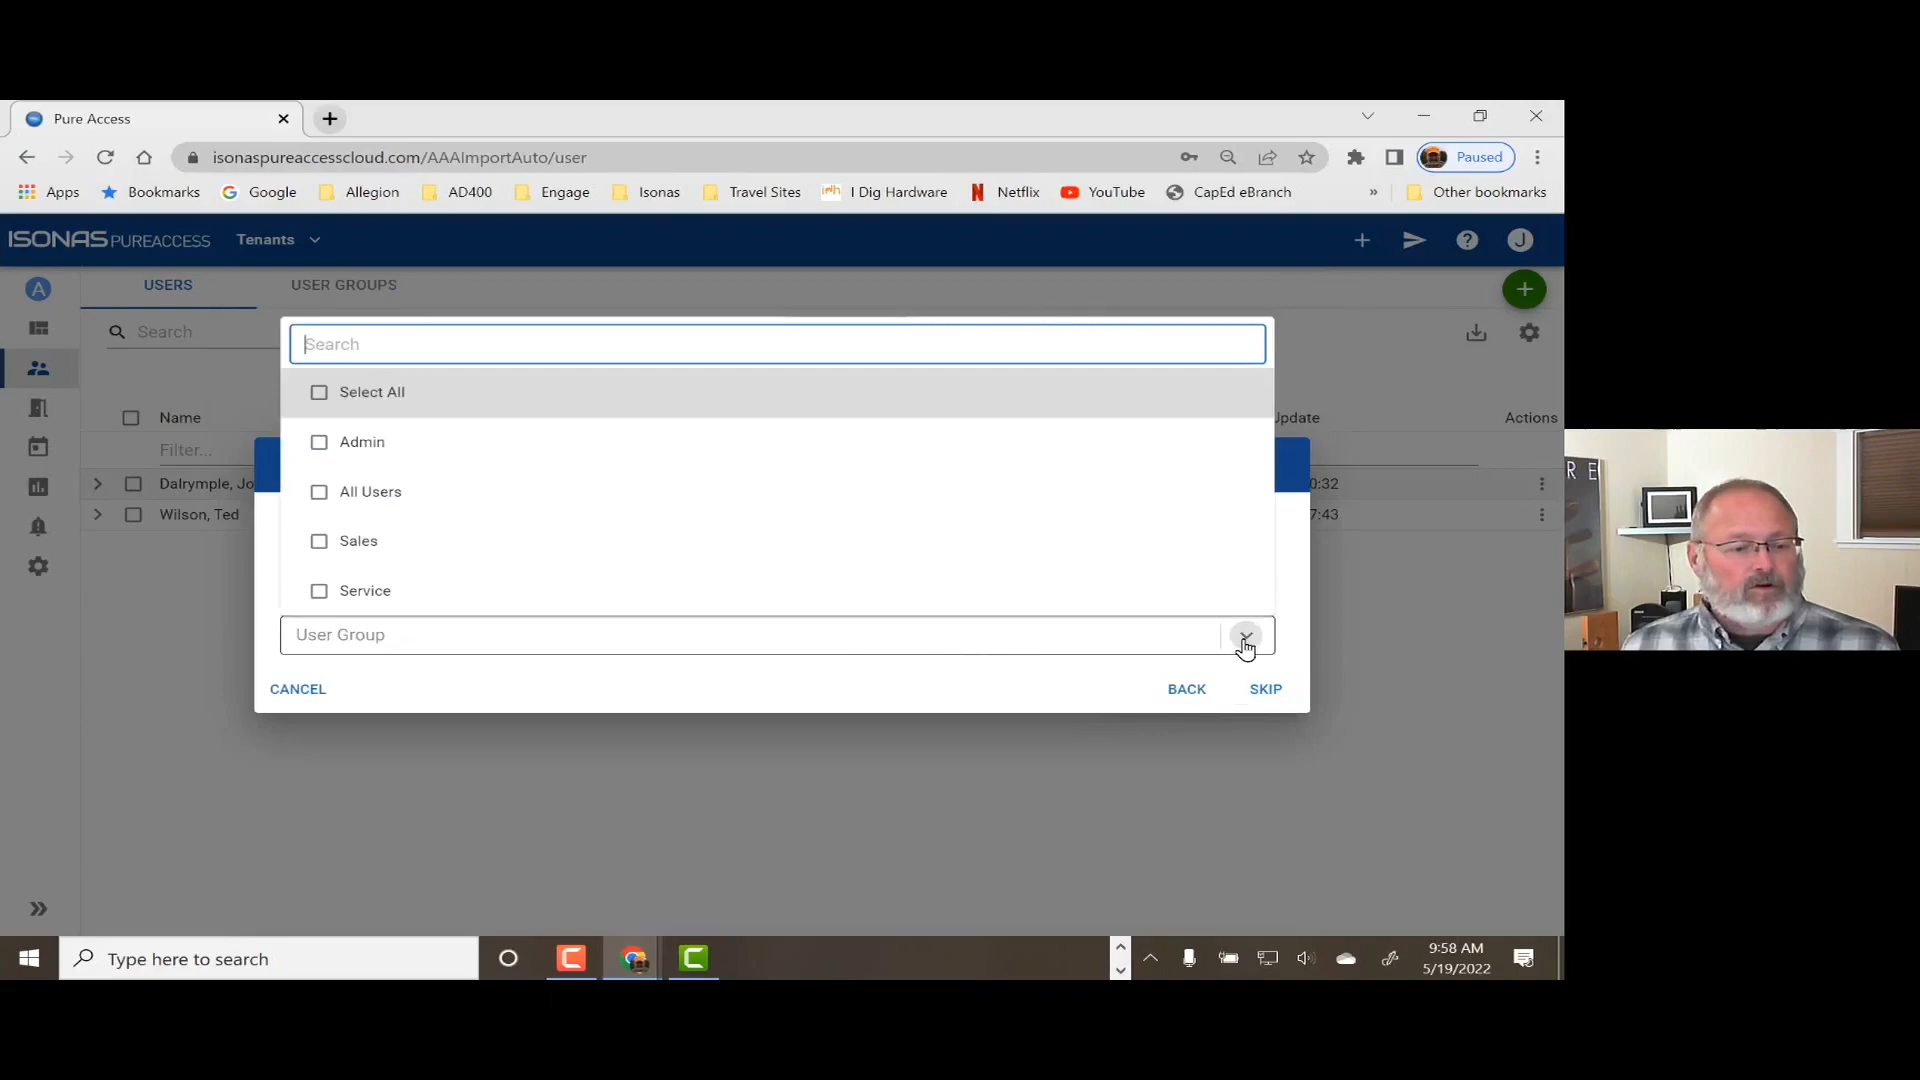 Pure Access
isonaspureaccesscloud.com/AAAImportAuto/user
Paused
Apps Bookmarks Google Allegion AD400 Engage Isonas Travel Sites I Dig Hardware Netflix YouTube CapEd eBranch » Other bookmarks
ISONAS PUREACCESS Tenants J
A USERS USER GROUPS
Search
Search
Select All
Name Update Actions
Admin
Filter...
Dalrymple, Jo 0:32
All Users
Wilson, Ted 7:43
Sales
Service
User Group
CANCEL BACK SKIP
Type here to search
9:58 AM
5/19/2022
R E